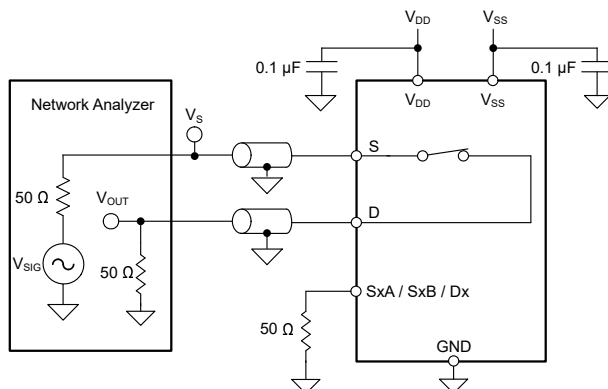 V_DD
V_SS
0.1 µF
0.1 µF
V_DD
V_SS
Network Analyzer
V_S
S
50 Ω
V_OUT
D
V_SIG
50 Ω
SxA / SxB / Dx
50 Ω
GND